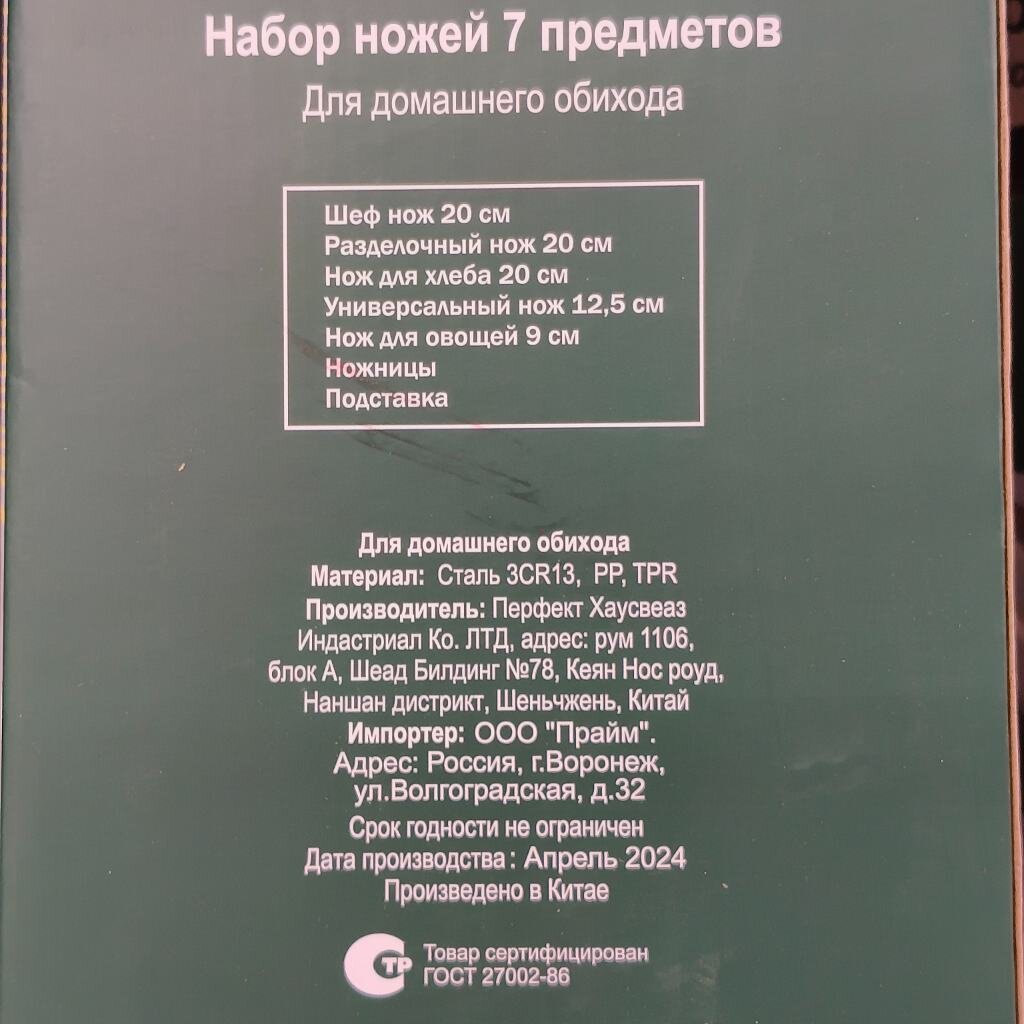 Набор ножей 7 предметов
Для домашнего обихода
Шеф нож 20 см
Разделочный нож 20 см
Нож для хлеба 20 см
Универсальный нож 12,5 см
Нож для овощей 9 см
Ножницы
Подставка
Для домашнего обихода
Материал: Сталь 3CR13, PP, TPR
Производитель: Перфект Хаусвеаз
Индастриал Ко. ЛТД, адрес: рум 1106,
блок А, Шеад Билдинг №78, Кеян Нос роуд,
Наншан дистрикт, Шеньчжень, Китай
Импортер: ООО "Прайм".
Адрес: Россия, г.Воронеж,
ул.Волгоградская, д.32
Срок годности не ограничен
Дата производства: Апрель 2024
Произведено в Китае
СТР Товар сертифицирован
ГОСТ 27002-86